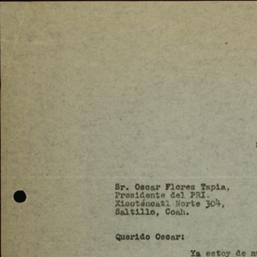 Sr. Oscar Flores Tapia,
Presidente del PRI.
Xicoténcatl Norte 304,
Saltillo, Coah.
Querido Oscar:
Ya estoy de